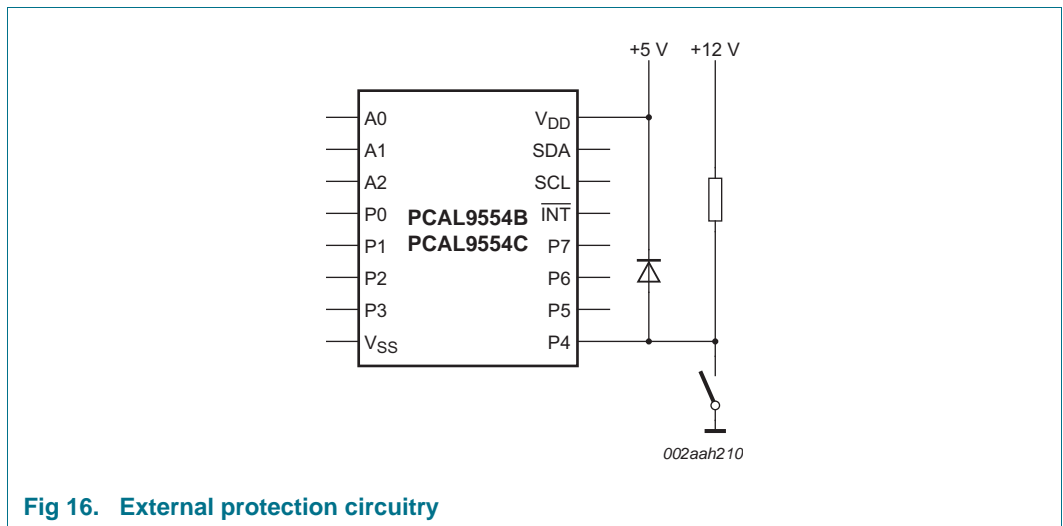 +5 V +12 V
A0 VDD
A1 SDA
A2 SCL
P0 PCAL9554B INT
P1 PCAL9554C P7
P2 P6
P3 P5
VSS P4
002aah210
Fig 16. External protection circuitry